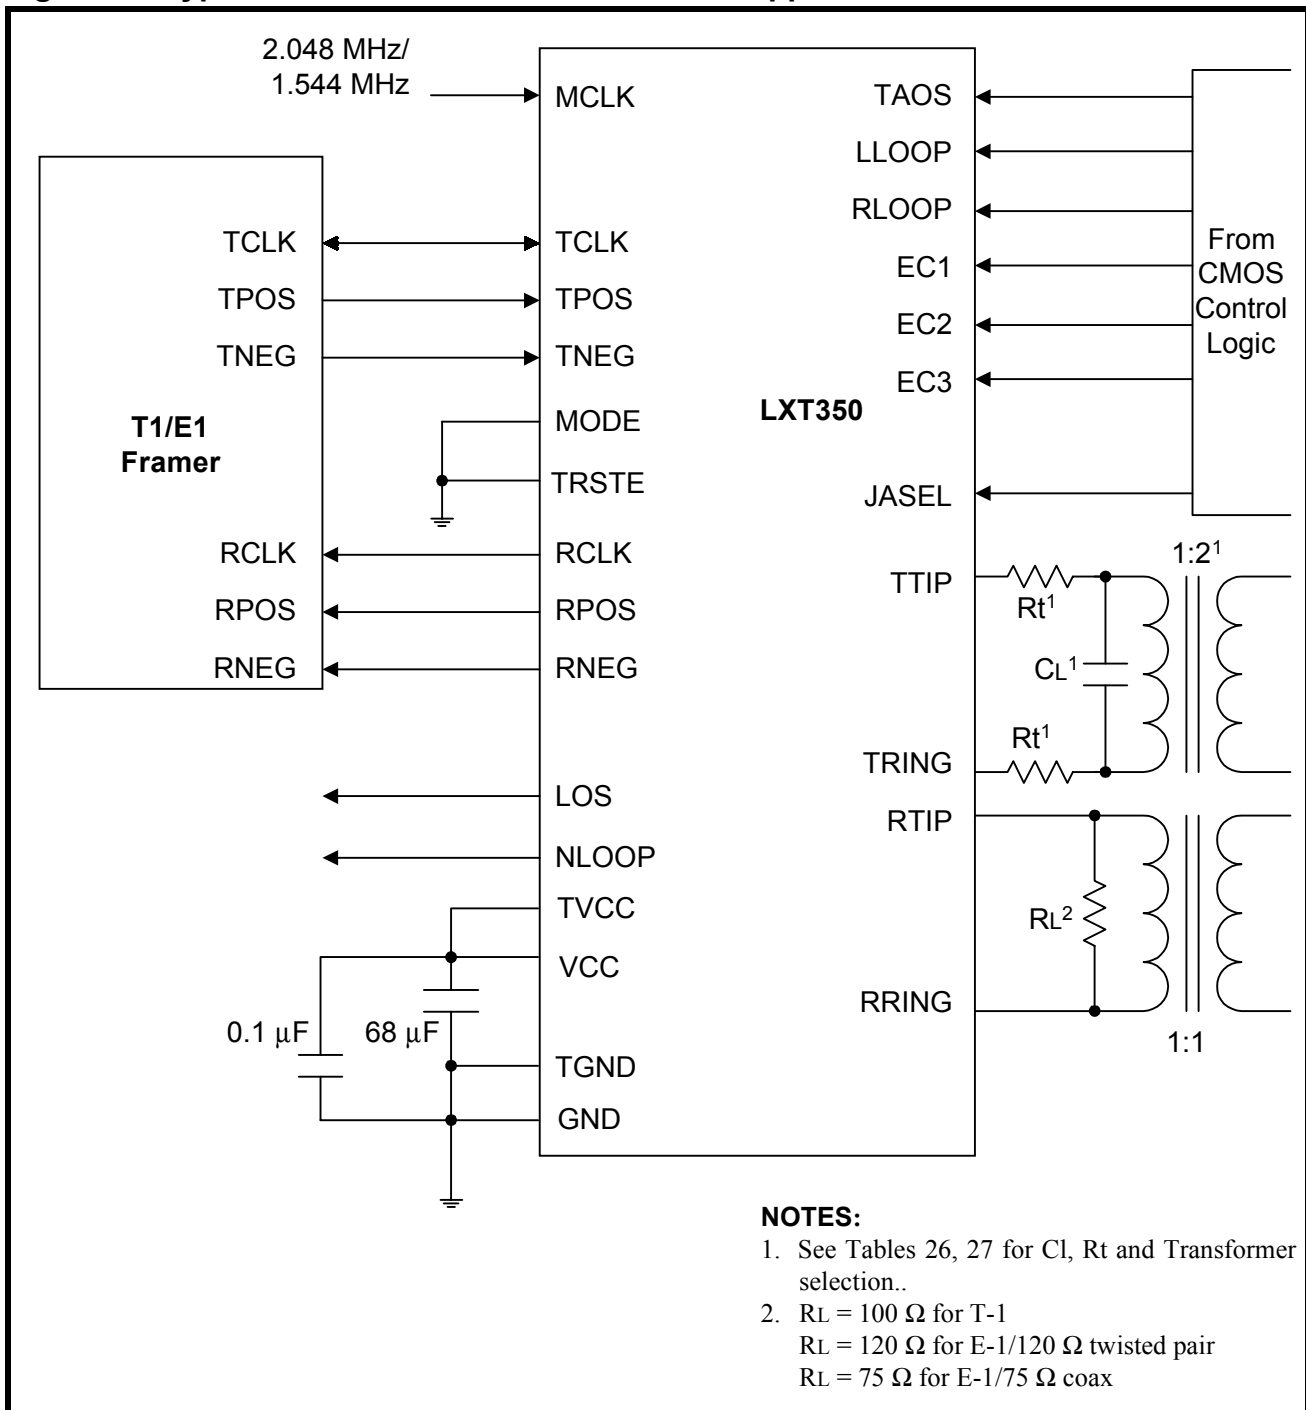 2.048 MHz/
1.544 MHz
MCLK
TAOS
LLOOP
RLOOP
EC1
EC2
EC3
JASEL
From
CMOS
Control
Logic
TCLK
TPOS
TNEG
T1/E1
Framer
RCLK
RPOS
RNEG
TCLK
TPOS
TNEG
MODE
TRSTE
RCLK
RPOS
RNEG
LXT350
LOS
NLOOP
TVCC
VCC
TGND
GND
0.1 µF
68 µF
TTIP
TRING
RTIP
RRING
Rt¹
CL¹
Rt¹
1:2¹
RL²
1:1
NOTES:
1. See Tables 26, 27 for Cl, Rt and Transformer
selection..
2. RL = 100 Ω for T-1
RL = 120 Ω for E-1/120 Ω twisted pair
RL = 75 Ω for E-1/75 Ω coax